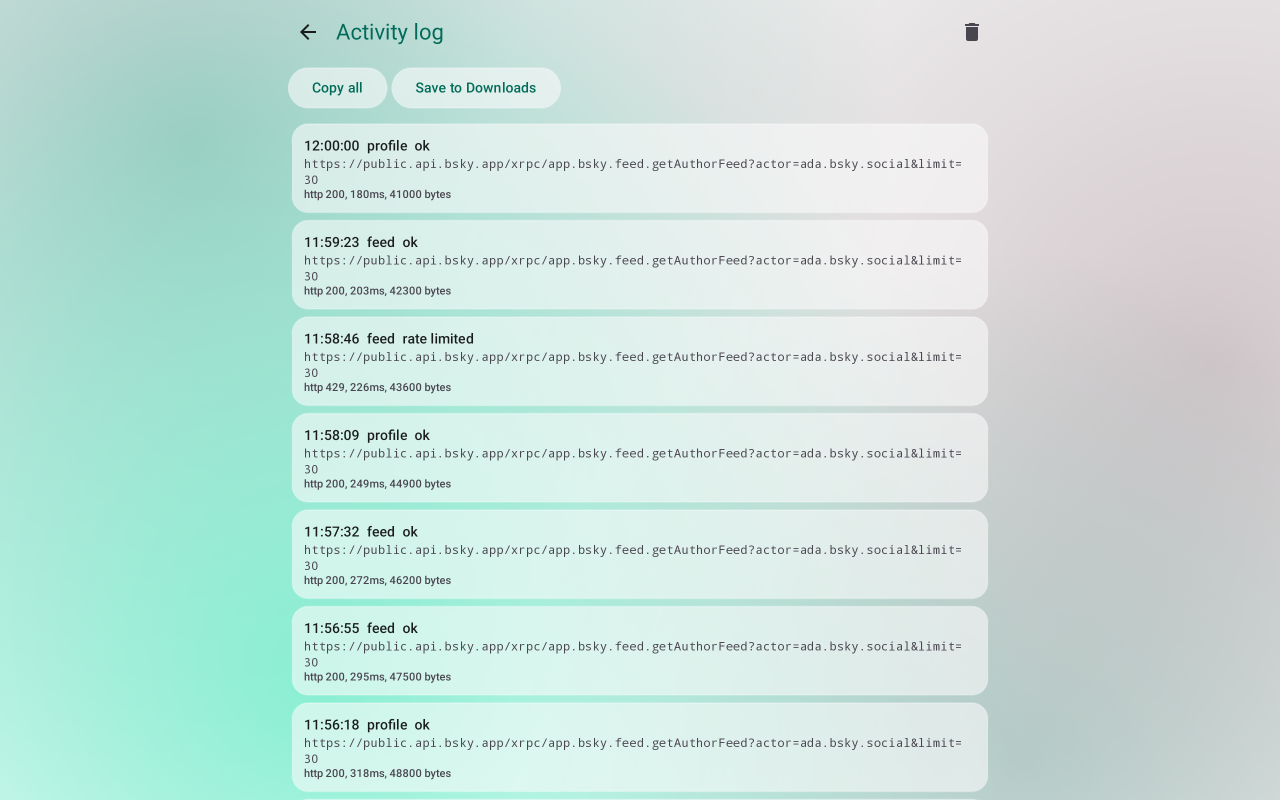 Activity log
Copy all
Save to Downloads
12:00:00 profile ok
https://public.api.bsky.app/xrpc/app.bsky.feed.getAuthorFeed?actor=ada.bsky.social&limit=
30
http 200, 180ms, 41000 bytes
11:59:23 feed ok
https://public.api.bsky.app/xrpc/app.bsky.feed.getAuthorFeed?actor=ada.bsky.social&limit=
30
http 200, 203ms, 42300 bytes
11:58:46 feed rate limited
https://public.api.bsky.app/xrpc/app.bsky.feed.getAuthorFeed?actor=ada.bsky.social&limit=
30
http 429, 226ms, 43600 bytes
11:58:09 profile ok
https://public.api.bsky.app/xrpc/app.bsky.feed.getAuthorFeed?actor=ada.bsky.social&limit=
30
http 200, 249ms, 44900 bytes
11:57:32 feed ok
https://public.api.bsky.app/xrpc/app.bsky.feed.getAuthorFeed?actor=ada.bsky.social&limit=
30
http 200, 272ms, 46200 bytes
11:56:55 feed ok
https://public.api.bsky.app/xrpc/app.bsky.feed.getAuthorFeed?actor=ada.bsky.social&limit=
30
http 200, 295ms, 47500 bytes
11:56:18 profile ok
https://public.api.bsky.app/xrpc/app.bsky.feed.getAuthorFeed?actor=ada.bsky.social&limit=
30
http 200, 318ms, 48800 bytes